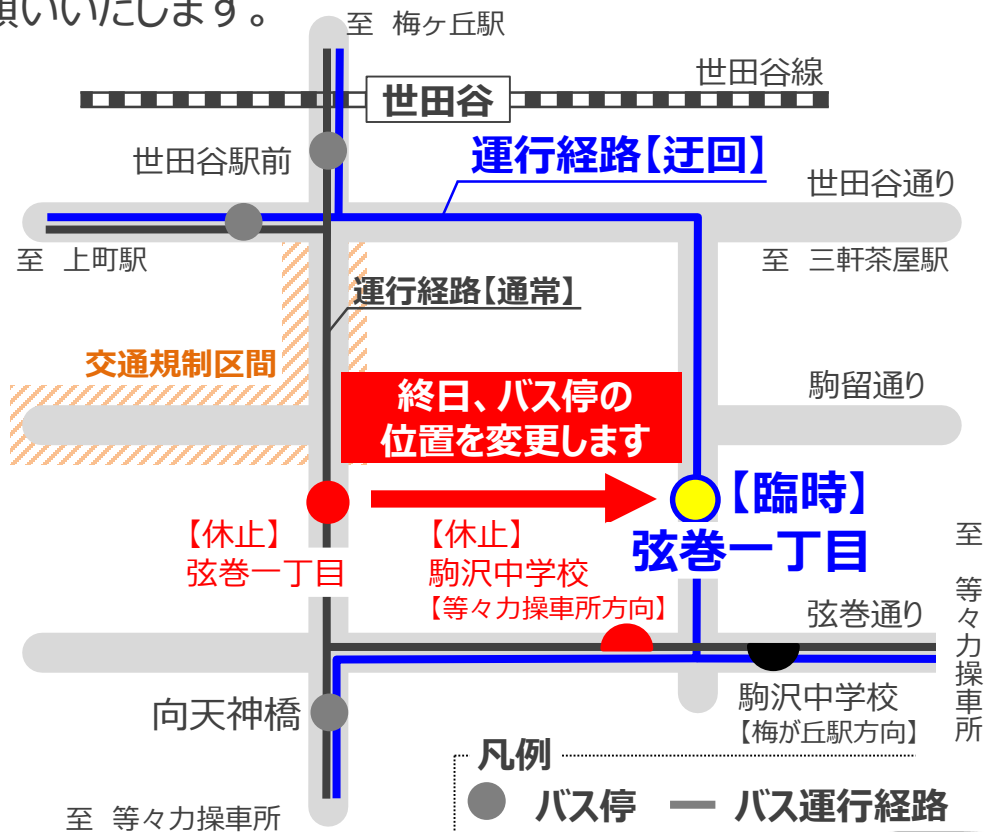 願いいたします。
至 梅ヶ丘駅
世田谷線
世田谷
世田谷駅前
運行経路【迂回】
世田谷通り
至 上町駅
至 三軒茶屋駅
運行経路【通常】
交通規制区間
終日、バス停の
位置を変更します
駒留通り
【臨時】
弦巻一丁目
【休止】
弦巻一丁目
【休止】
駒沢中学校
【等々力操車所方向】
至 等々力操車所
弦巻通り
向天神橋
駒沢中学校
【梅が丘駅方向】
至 等々力操車所
凡例
バス停
バス運行経路